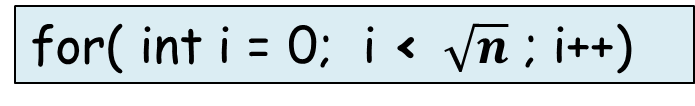 for( int i = 0; i < √n ; i++)